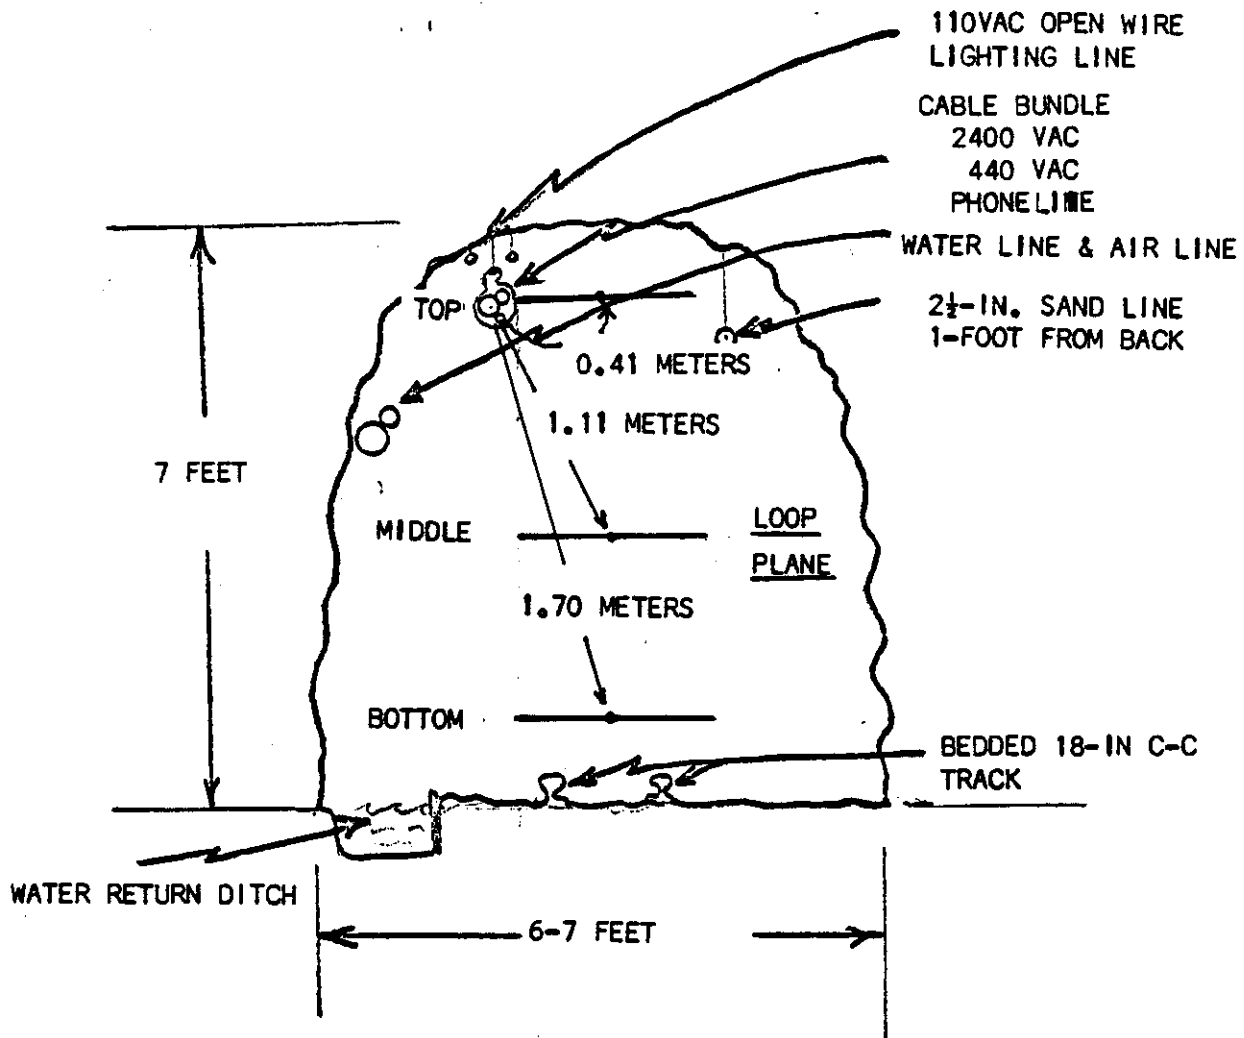 110VAC OPEN WIRE
LIGHTING LINE
CABLE BUNDLE
2400 VAC
440 VAC
PHONELINE
WATER LINE & AIR LINE
2½-IN. SAND LINE
1-FOOT FROM BACK
TOP
0.41 METERS
1.11 METERS
7 FEET
MIDDLE
LOOP
PLANE
1.70 METERS
BOTTOM
BEDDED 18-IN C-C
TRACK
WATER RETURN DITCH
6-7 FEET